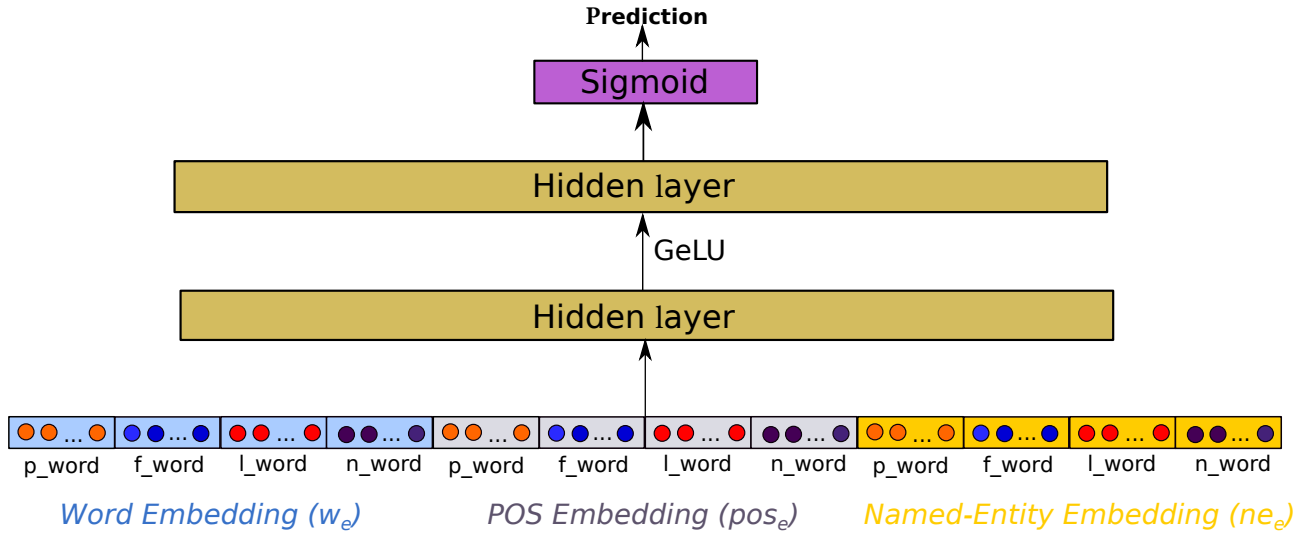 Prediction
Sigmoid
Hidden layer
GeLU
Hidden layer
... ... ... ... ... ... ... ... ... ... ... ...
p_word f_word l_word n_word p_word f_word l_word n_word p_word f_word l_word n_word
Word Embedding (wₑ) POS Embedding (posₑ) Named-Entity Embedding (neₑ)